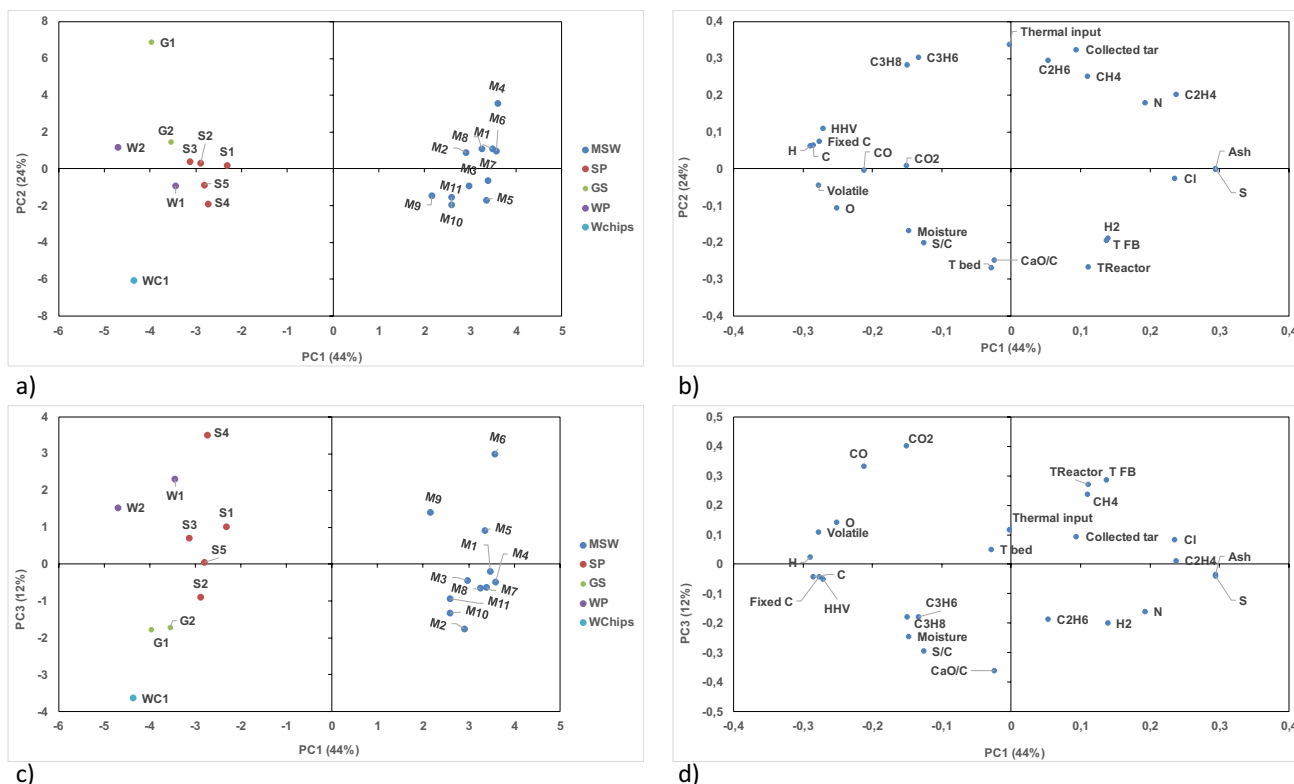 8
6
4
2
0
-2
-4
-6
-8
PC2 (24%)
-6
-5
-4
-3
-2
-1
0
1
2
3
4
5
PC1 (44%)
G1
W2
G2
S3
S2
S1
S5
W1
S4
WC1
M4
M8
M1
M6
M2
M3
M7
M11
M9
M10
M5
MSW
SP
GS
WP
Wchips
a)
0,4
0,3
0,2
0,1
0
-0,1
-0,2
-0,3
-0,4
PC2 (24%)
-0,4
-0,3
-0,2
-0,1
0
0,1
0,2
0,3
0,4
PC1 (44%)
Thermal input
C3H8
C3H6
Collected tar
C2H6
CH4
N
C2H4
HHV
Fixed C
H
C
CO
CO2
Ash
Cl
S
Volatile
O
Moisture
S/C
H2
T FB
T bed
CaO/C
TReactor
b)
4
3
2
1
0
-1
-2
-3
-4
PC3 (12%)
-6
-5
-4
-3
-2
-1
0
1
2
3
4
5
PC1 (44%)
S4
W1
W2
S1
S3
S5
S2
G1
G2
WC1
M6
M9
M5
M1
M4
M3
M8
M7
M11
M10
M2
MSW
SP
GS
WP
WChips
c)
0,5
0,4
0,3
0,2
0,1
0
-0,1
-0,2
-0,3
-0,4
-0,5
PC3 (12%)
-0,4
-0,3
-0,2
-0,1
0
0,1
0,2
0,3
0,4
PC1 (44%)
CO2
CO
TReactor
T FB
CH4
O
Volatile
Thermal input
Collected tar
Cl
T bed
H
C2H4
Ash
C
Fixed C
HHV
S
C3H6
C3H8
C2H6
H2
N
Moisture
S/C
CaO/C
d)